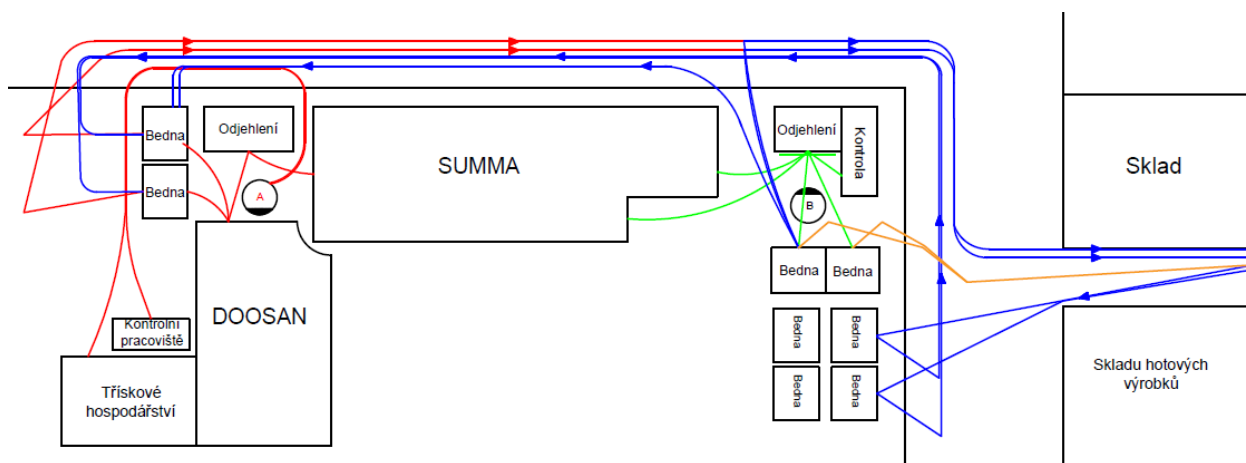 Bedna
Odjehlení
SUMMA
Odjehlení
Kontrola
Sklad
Bedna
A
B
Bedna
Bedna
DOOSAN
Kontrolní
pracoviště
Bedna
Bedna
Třískové
hospodářství
Bedna
Bedna
Skladu hotových
výrobků